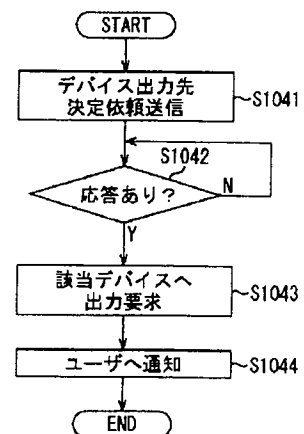 START
デバイス出力先
決定依頼送信
S1041
S1042
応答あり?
N
Y
該当デバイスへ
出力要求
S1043
ユーザへ通知
S1044
END